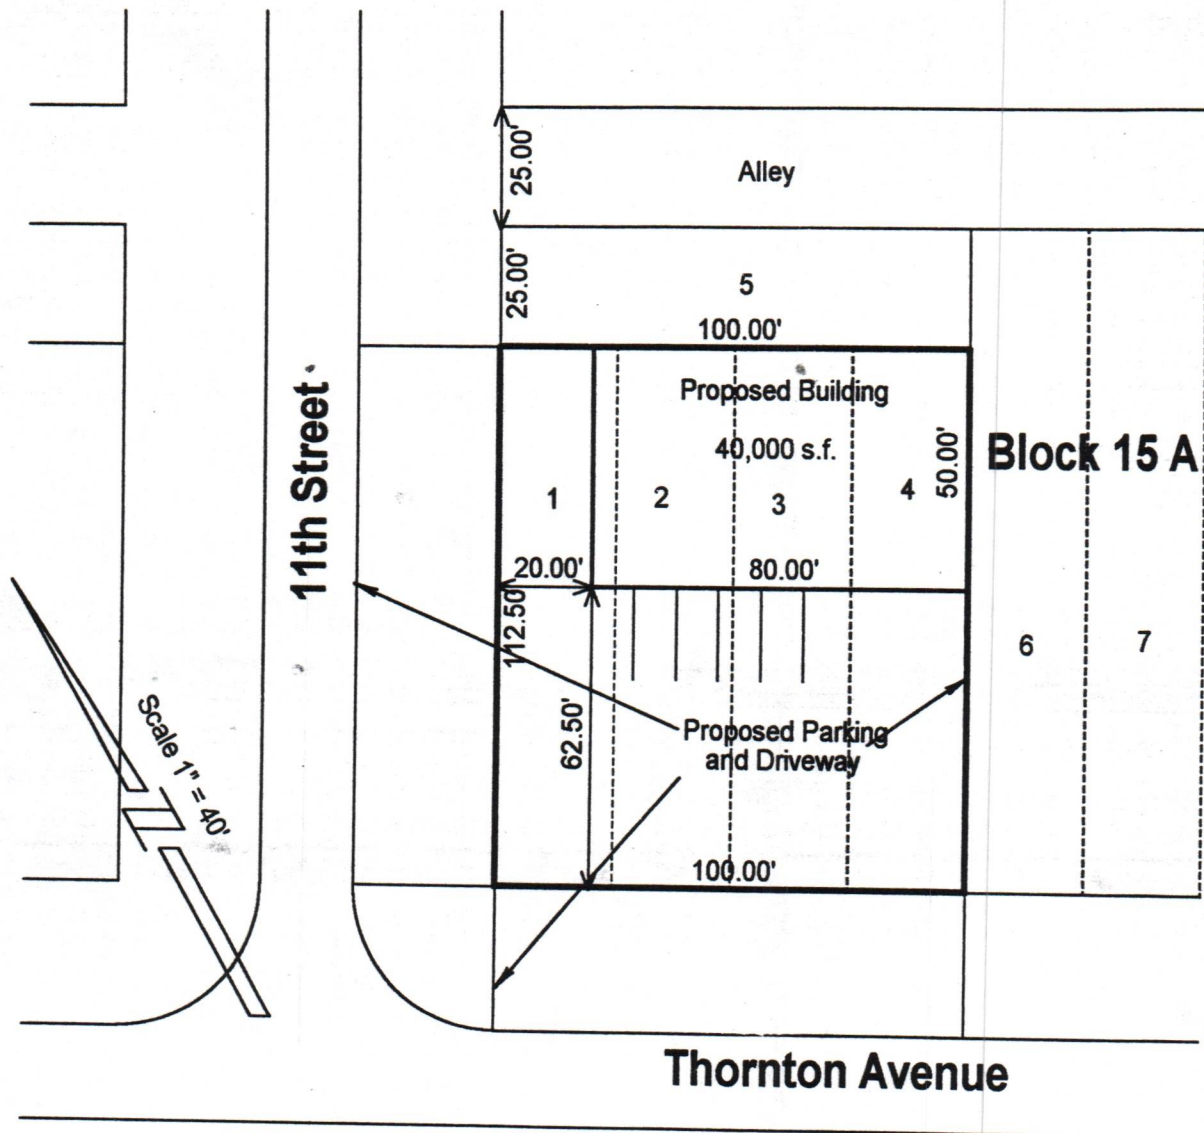 25.00'
Alley
25.00'
5
100.00'
11th Street
Proposed Building
40,000 s.f.
50.00'
Block 15 A
1
2
3
4
20.00'
80.00'
112.50'
6
7
62.50'
Proposed Parking
and Driveway
Scale 1" = 40'
100.00'
Thornton Avenue